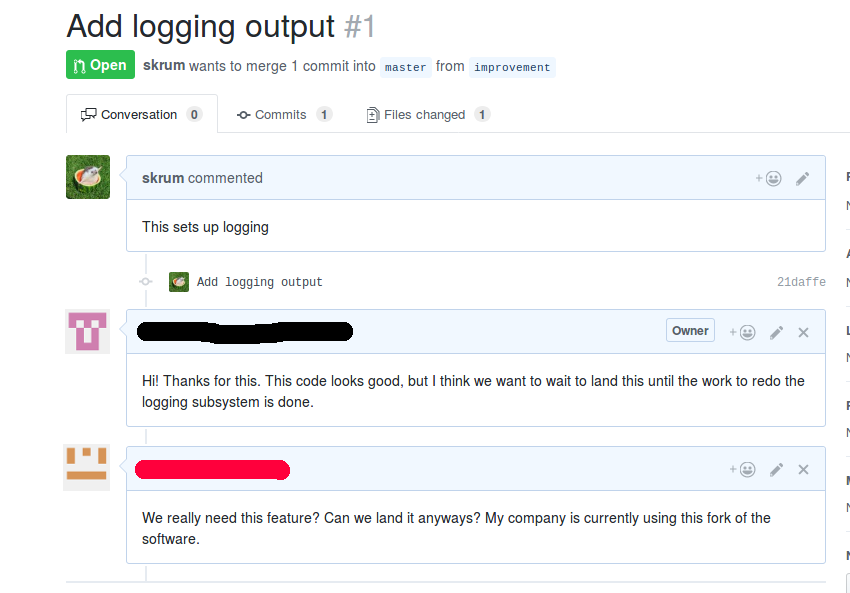 Add logging output #1
Open skrum wants to merge 1 commit into master from improvement
Conversation 0 Commits 1 Files changed 1
skrum commented
This sets up logging
Add logging output 21daffe
Owner
Hi! Thanks for this. This code looks good, but I think we want to wait to land this until the work to redo the
logging subsystem is done.
We really need this feature? Can we land it anyways? My company is currently using this fork of the
software.